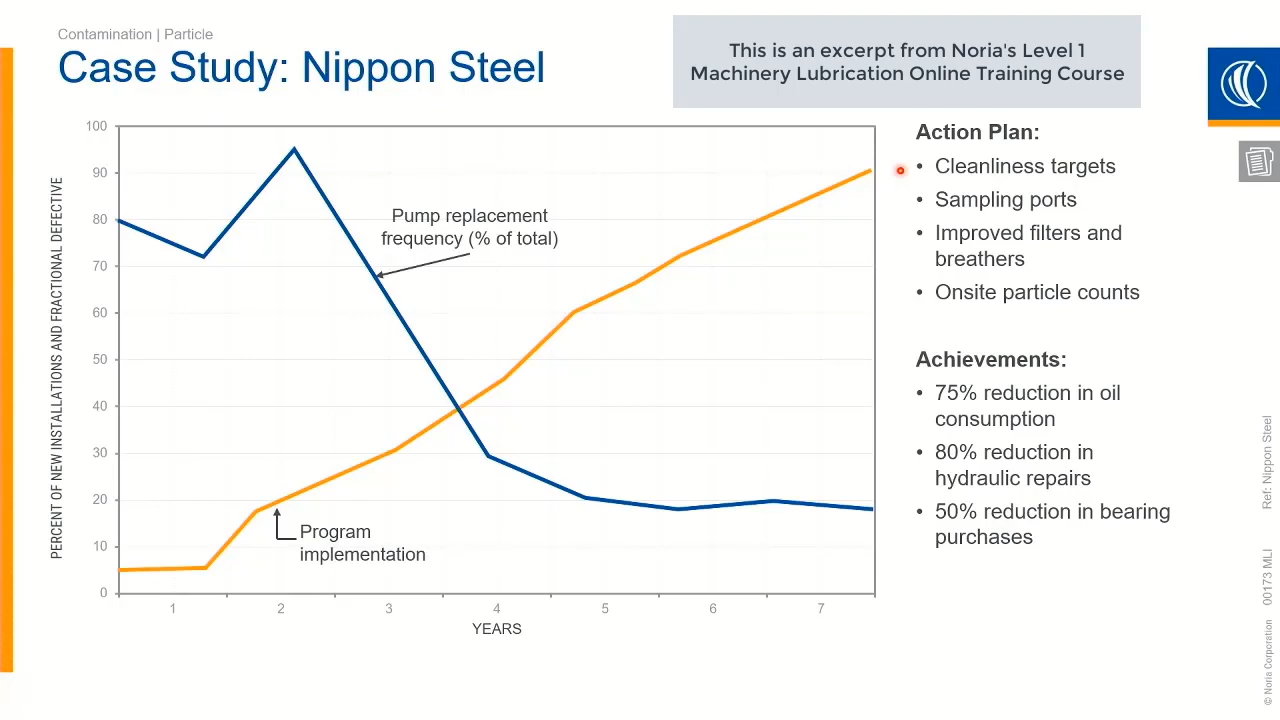 Contamination | Particle
Case Study: Nippon Steel
This is an excerpt from Noria's Level 1
Machinery Lubrication Online Training Course
PERCENT OF NEW INSTALLATIONS AND FRACTIONAL DEFECTIVE
100
90
80
70
60
50
40
30
20
10
0
Pump replacement
frequency (% of total)
Program
implementation
1
2
3
4
5
6
7
YEARS
Action Plan:
• Cleanliness targets
• Sampling ports
• Improved filters and
breathers
• Onsite particle counts
Achievements:
• 75% reduction in oil
consumption
• 80% reduction in
hydraulic repairs
• 50% reduction in bearing
purchases
Ref: Nippon Steel
00173 MLI
© Noria Corporation